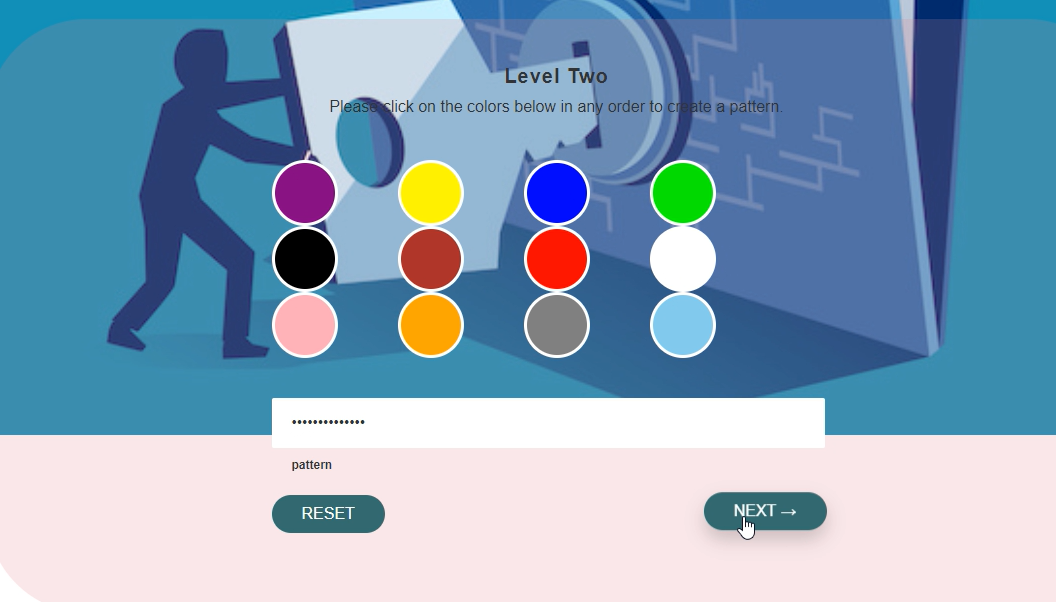 Level Two
Please click on the colors below in any order to create a pattern.
••••••••••••••
pattern
RESET
NEXT →